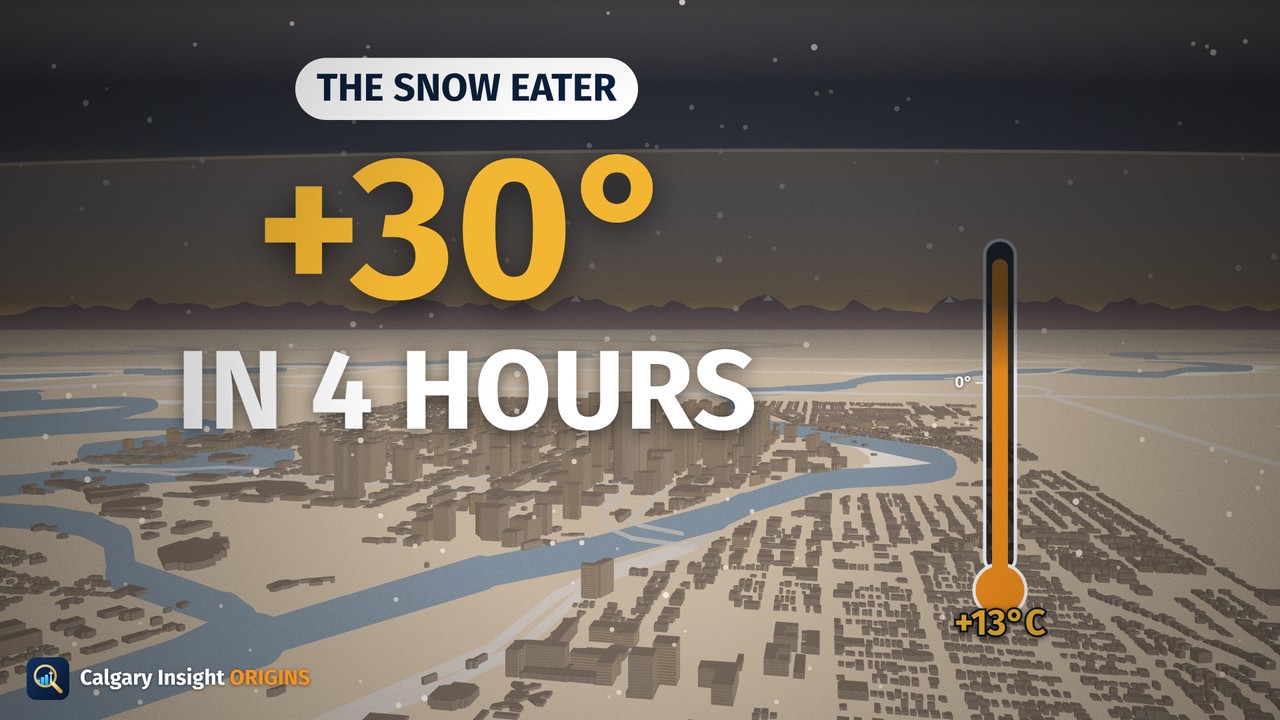 THE SNOW EATER
+30°
IN 4 HOURS
0°
+13°C
Calgary Insight ORIGINS